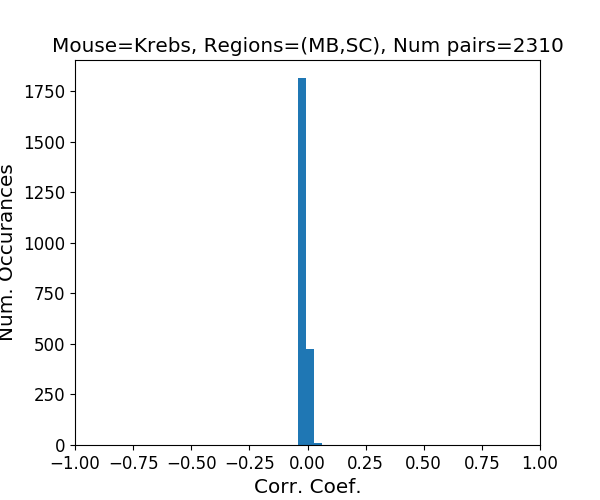 Mouse=Krebs, Regions=(MB,SC), Num pairs=2310
1750
1500
1250
1000
750
500
250
0
Num. Occurances
−1.00 −0.75 −0.50 −0.25 0.00 0.25 0.50 0.75 1.00
Corr. Coef.